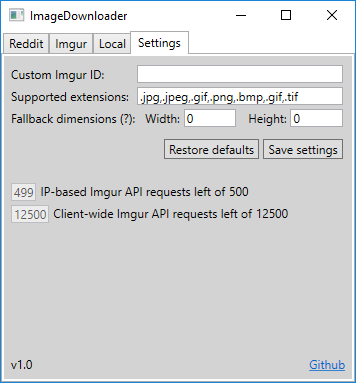 ImageDownloader
Reddit Imgur Local Settings
Custom Imgur ID:
Supported extensions: .jpg,.jpeg,.gif,.png,.bmp,.gif,.tif
Fallback dimensions (?): Width: 0 Height: 0
Restore defaults Save settings
499 IP-based Imgur API requests left of 500
12500 Client-wide Imgur API requests left of 12500
v1.0 Github